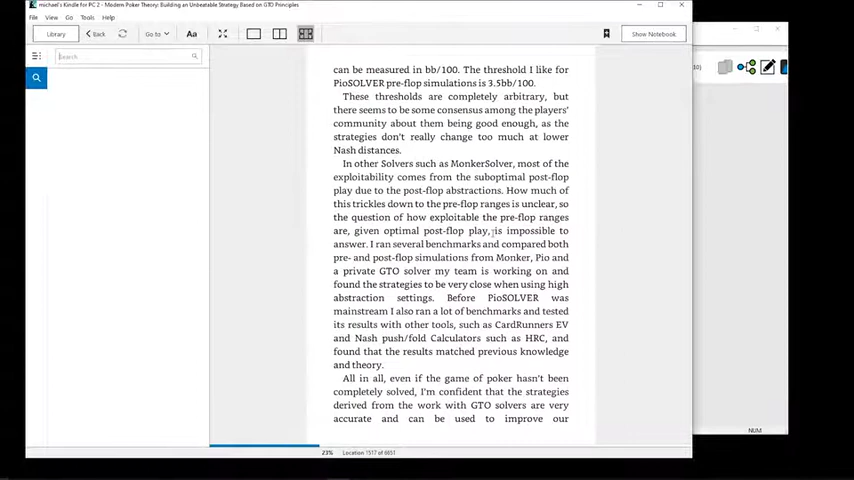 michael's Kindle for PC 2 - Modern Poker Theory: Building an Unbeatable Strategy Based on GTO Principles
File View Go Tools Help
Library Back Go to Aa Show Notebook
Search
can be measured in bb/100. The threshold I like for
PioSOLVER pre-flop simulations is 3.5bb/100.
These thresholds are completely arbitrary, but
there seems to be some consensus among the players'
community about them being good enough, as the
strategies don't really change too much at lower
Nash distances.
In other Solvers such as MonkerSolver, most of the
exploitability comes from the suboptimal post-flop
play due to the post-flop abstractions. How much of
this trickles down to the pre-flop ranges is unclear, so
the question of how exploitable the pre-flop ranges
are, given optimal post-flop play, is impossible to
answer. I ran several benchmarks and compared both
pre- and post-flop simulations from Monker, Pio and
a private GTO solver my team is working on and
found the strategies to be very close when using high
abstraction settings. Before PioSOLVER was
mainstream I also ran a lot of benchmarks and tested
its results with other tools, such as CardRunners EV
and Nash push/fold Calculators such as HRC, and
found that the results matched previous knowledge
and theory.
All in all, even if the game of poker hasn't been
completely solved, I'm confident that the strategies
derived from the work with GTO solvers are very
accurate and can be used to improve our
23% Location 1517 of 6651
NUM